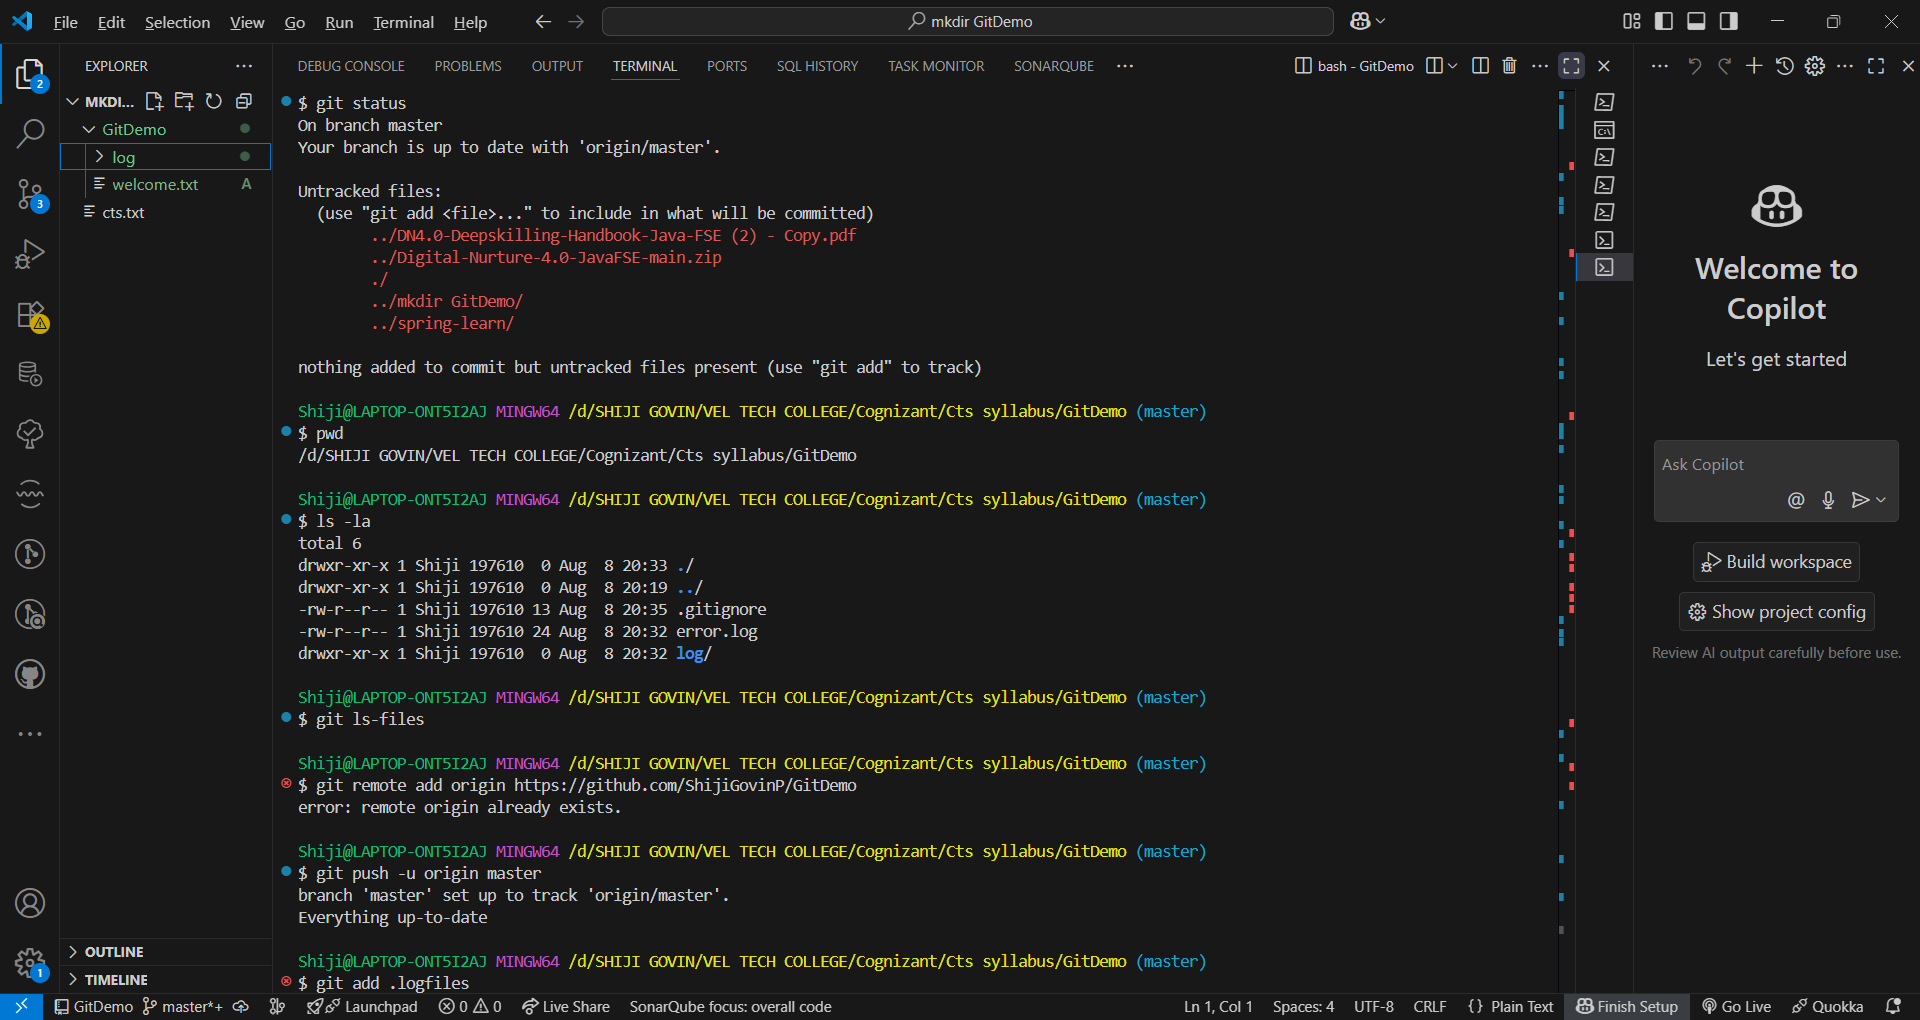 File Edit Selection View Go Run Terminal Help
mkdir GitDemo
EXPLORER
DEBUG CONSOLE PROBLEMS OUTPUT TERMINAL PORTS SQL HISTORY TASK MONITOR SONARQUBE
bash - GitDemo
MKDI...
GitDemo
log
welcome.txt A
cts.txt
2
3
1
$ git status
On branch master
Your branch is up to date with 'origin/master'.
Untracked files:
(use "git add <file>..." to include in what will be committed)
../DN4.0-Deepskilling-Handbook-Java-FSE (2) - Copy.pdf
../Digital-Nurture-4.0-JavaFSE-main.zip
./
../mkdir GitDemo/
../spring-learn/
nothing added to commit but untracked files present (use "git add" to track)
Shiji@LAPTOP-ONT5I2AJ MINGW64 /d/SHIJI GOVIN/VEL TECH COLLEGE/Cognizant/Cts syllabus/GitDemo (master)
$ pwd
/d/SHIJI GOVIN/VEL TECH COLLEGE/Cognizant/Cts syllabus/GitDemo
Shiji@LAPTOP-ONT5I2AJ MINGW64 /d/SHIJI GOVIN/VEL TECH COLLEGE/Cognizant/Cts syllabus/GitDemo (master)
$ ls -la
total 6
drwxr-xr-x 1 Shiji 197610  0 Aug  8 20:33 ./
drwxr-xr-x 1 Shiji 197610  0 Aug  8 20:19 ../
-rw-r--r-- 1 Shiji 197610 13 Aug  8 20:35 .gitignore
-rw-r--r-- 1 Shiji 197610 24 Aug  8 20:32 error.log
drwxr-xr-x 1 Shiji 197610  0 Aug  8 20:32 log/
Shiji@LAPTOP-ONT5I2AJ MINGW64 /d/SHIJI GOVIN/VEL TECH COLLEGE/Cognizant/Cts syllabus/GitDemo (master)
$ git ls-files
Shiji@LAPTOP-ONT5I2AJ MINGW64 /d/SHIJI GOVIN/VEL TECH COLLEGE/Cognizant/Cts syllabus/GitDemo (master)
$ git remote add origin https://github.com/ShijiGovinP/GitDemo
error: remote origin already exists.
Shiji@LAPTOP-ONT5I2AJ MINGW64 /d/SHIJI GOVIN/VEL TECH COLLEGE/Cognizant/Cts syllabus/GitDemo (master)
$ git push -u origin master
branch 'master' set up to track 'origin/master'.
Everything up-to-date
Shiji@LAPTOP-ONT5I2AJ MINGW64 /d/SHIJI GOVIN/VEL TECH COLLEGE/Cognizant/Cts syllabus/GitDemo (master)
$ git add .logfiles
Welcome to
Copilot
Let's get started
Ask Copilot
@
Build workspace
Show project config
Review AI output carefully before use.
OUTLINE
TIMELINE
GitDemo master*+ Launchpad 0 0 Live Share SonarQube focus: overall code Ln 1, Col 1 Spaces: 4 UTF-8 CRLF {} Plain Text Finish Setup Go Live Quokka